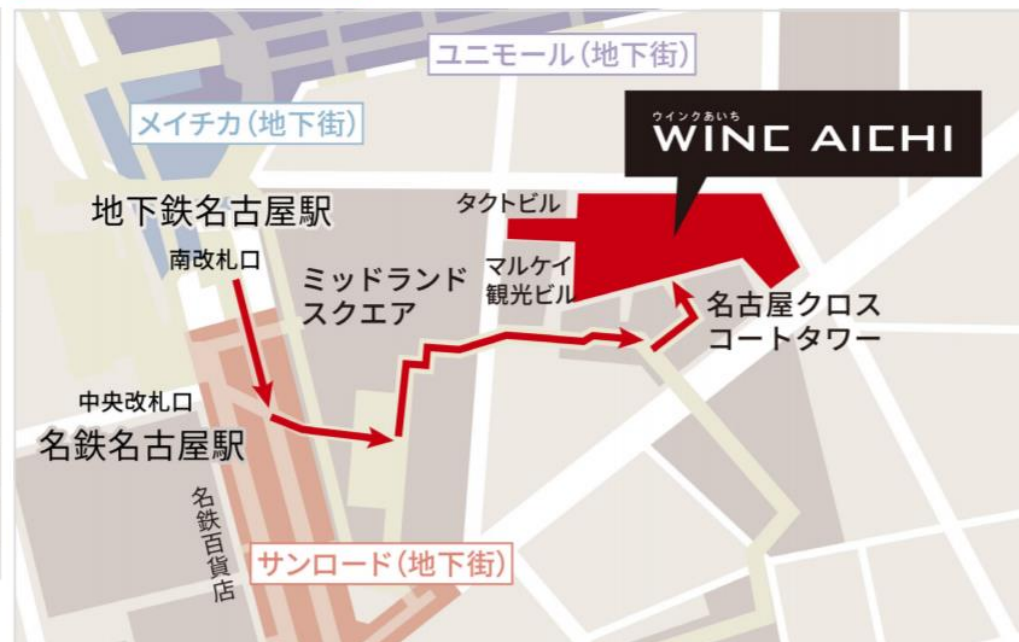 ユニモール(地下街)
メイチカ(地下街)
ウインクあいち
WINC AICHI
地下鉄名古屋駅
南改札口
タクトビル
ミッドランド
スクエア
マルケイ
観光ビル
名古屋クロス
コートタワー
中央改札口
名鉄名古屋駅
名鉄百貨店
サンロード(地下街)